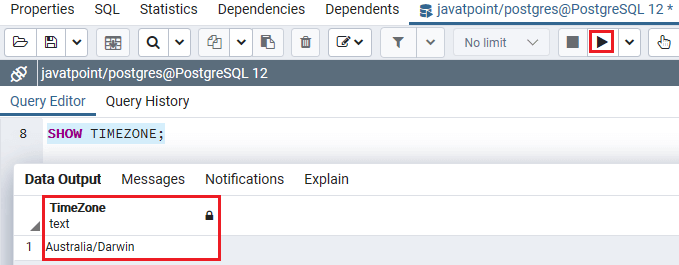 Properties SQL Statistics Dependencies Dependents javatpoint/postgres@PostgreSQL 12 *
No limit
javatpoint/postgres@PostgreSQL 12
Query Editor Query History
8 SHOW TIMEZONE;
Data Output Messages Notifications Explain
TimeZone
text
1 Australia/Darwin